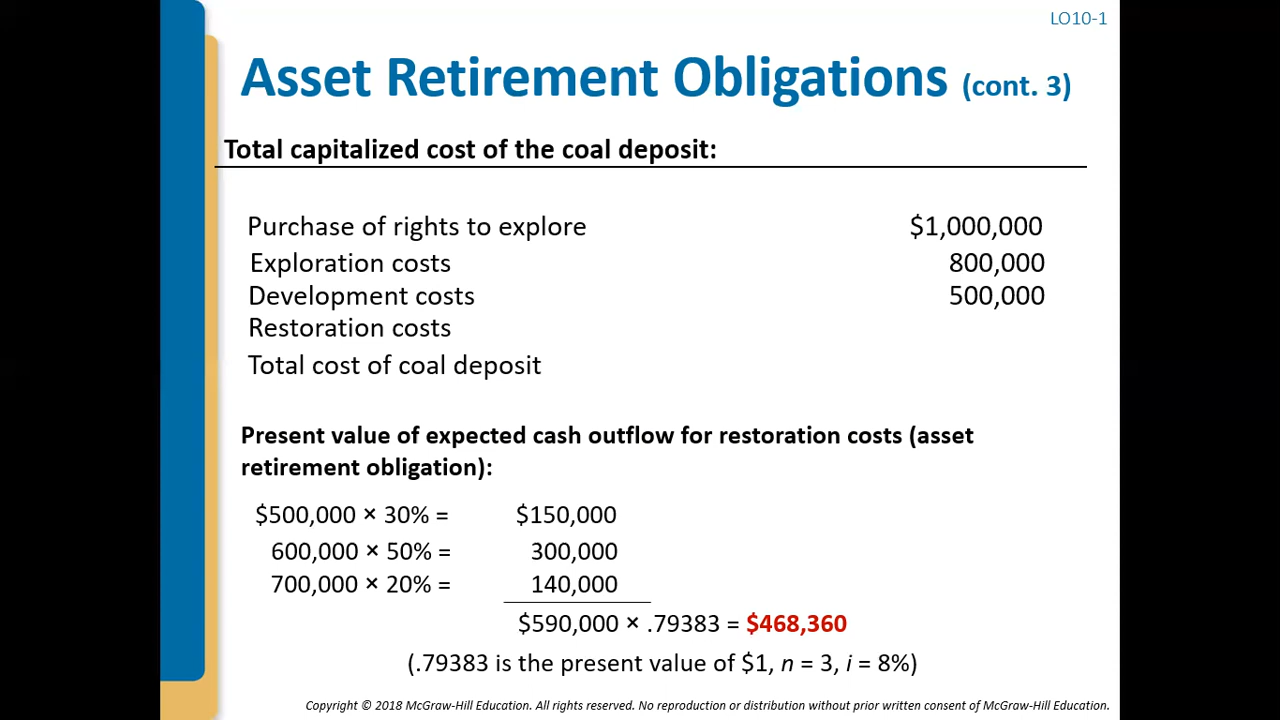 LO10-1
Asset Retirement Obligations (cont. 3)
Total capitalized cost of the coal deposit:
Purchase of rights to explore $1,000,000
Exploration costs 800,000
Development costs 500,000
Restoration costs
Total cost of coal deposit
Present value of expected cash outflow for restoration costs (asset
retirement obligation):
$500,000 × 30% = $150,000
600,000 × 50% = 300,000
700,000 × 20% = 140,000
$590,000 × .79383 = $468,360
(.79383 is the present value of $1, n = 3, i = 8%)
Copyright © 2018 McGraw-Hill Education. All rights reserved. No reproduction or distribution without prior written consent of McGraw-Hill Education.